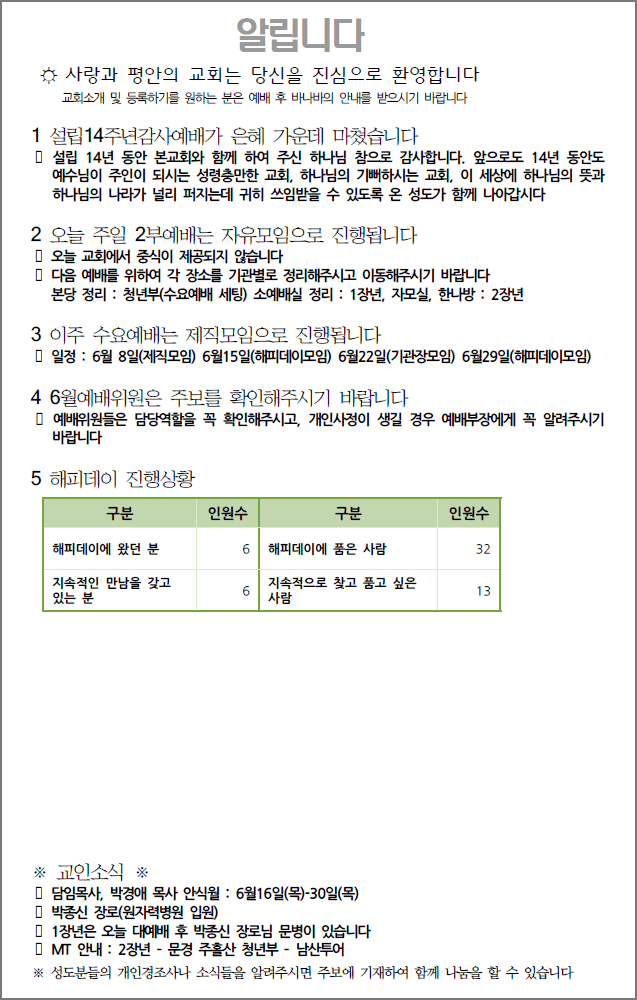 알립니다
☼ 사랑과 평안의 교회는 당신을 진심으로 환영합니다
교회소개 및 등록하기를 원하는 분은 예배 후 바나바의 안내를 받으시기 바랍니다
1 설립14주년감사예배가 은혜 가운데 마쳤습니다
▯ 설립 14년 동안 본교회와 함께 하여 주신 하나님 참으로 감사합니다. 앞으로도 14년 동안도
예수님이 주인이 되시는 성령충만한 교회, 하나님의 기뻐하시는 교회, 이 세상에 하나님의 뜻과
하나님의 나라가 널리 퍼지는데 귀히 쓰임받을 수 있도록 온 성도가 함께 나아갑시다
2 오늘 주일 2부예배는 자유모임으로 진행됩니다
▯ 오늘 교회에서 중식이 제공되지 않습니다
▯ 다음 예배를 위하여 각 장소를 기관별로 정리해주시고 이동해주시기 바랍니다
본당 정리 : 청년부(수요예배 세팅) 소예배실 정리 : 1장년, 자모실, 한나방 : 2장년
3 이주 수요예배는 제직모임으로 진행됩니다
▯ 일정 : 6월 8일(제직모임) 6월15일(해피데이모임) 6월22일(기관장모임) 6월29일(해피데이모임)
4 6월예배위원은 주보를 확인해주시기 바랍니다
▯ 예배위원들은 담당역할을 꼭 확인해주시고, 개인사정이 생길 경우 예배부장에게 꼭 알려주시기
바랍니다
5 해피데이 진행상황
구분 인원수 구분 인원수
해피데이에 왔던 분 6 해피데이에 품은 사람 32
지속적인 만남을 갖고
있는 분 6 지속적으로 찾고 품고 싶은
사람 13
※ 교인소식 ※
▯ 담임목사, 박경애 목사 안식월 : 6월16일(목)-30일(목)
▯ 박종신 장로(원자력병원 입원)
▯ 1장년은 오늘 대예배 후 박종신 장로님 문병이 있습니다
▯ MT 안내 : 2장년 - 문경 주흘산 청년부 - 남산투어
※ 성도분들의 개인경조사나 소식들을 알려주시면 주보에 기재하여 함께 나눔을 할 수 있습니다